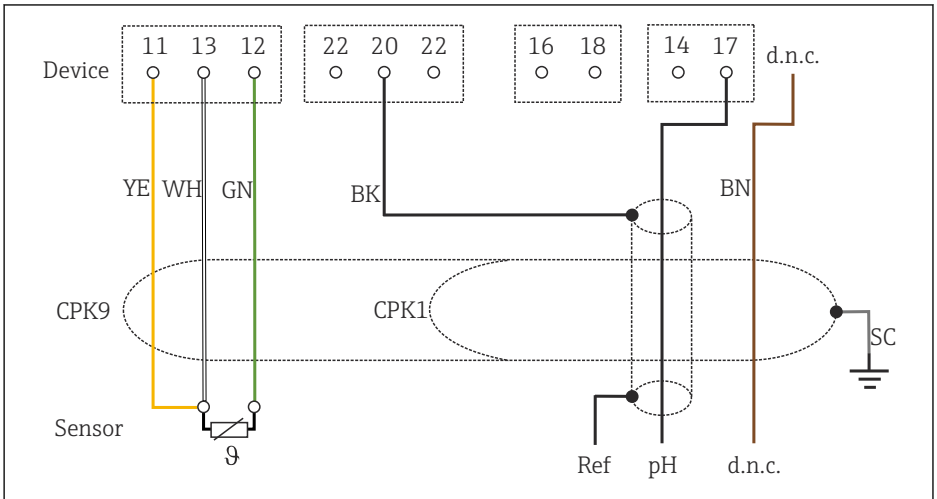 11 13 12 22 20 22 16 18 14 17 d.n.c.
Device
YE WH GN BK BN
CPK9 CPK1 SC
Sensor
ϑ Ref pH d.n.c.